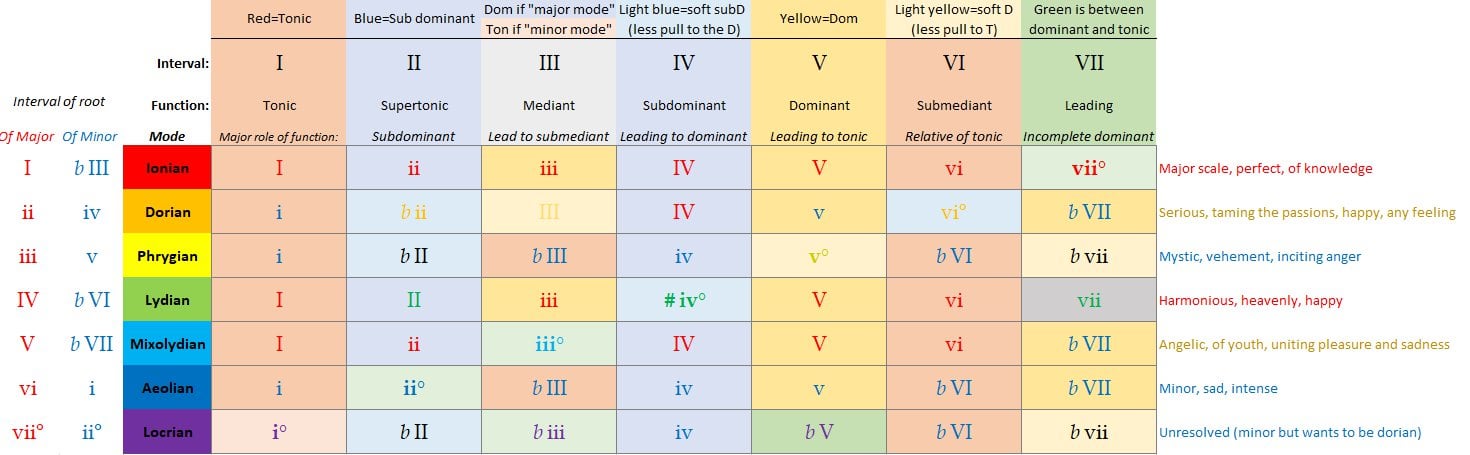 Red=Tonic Blue=Sub dominant Dom if "major mode" Ton if "minor mode" Light blue=soft subD (less pull to the D) Yellow=Dom Light yellow=soft D (less pull to T) Green is between dominant and tonic
Interval: I II III IV V VI VII
Interval of root Function: Tonic Supertonic Mediant Subdominant Dominant Submediant Leading
Of Major Of Minor Mode Major role of function: Subdominant Lead to submediant Leading to dominant Leading to tonic Relative of tonic Incomplete dominant
I b III Ionian I ii iii IV V vi vii° Major scale, perfect, of knowledge
ii iv Dorian i b ii III IV v vi° b VII Serious, taming the passions, happy, any feeling
iii v Phrygian i b II b III iv v° b VI b vii Mystic, vehement, inciting anger
IV b VI Lydian I II iii # iv° V vi vii Harmonious, heavenly, happy
V b VII Mixolydian I ii iii° IV V vi b VII Angelic, of youth, uniting pleasure and sadness
vi i Aeolian i ii° b III iv v b VI b VII Minor, sad, intense
vii° ii° Locrian i° b II b iii iv b V b VI b vii Unresolved (minor but wants to be dorian)